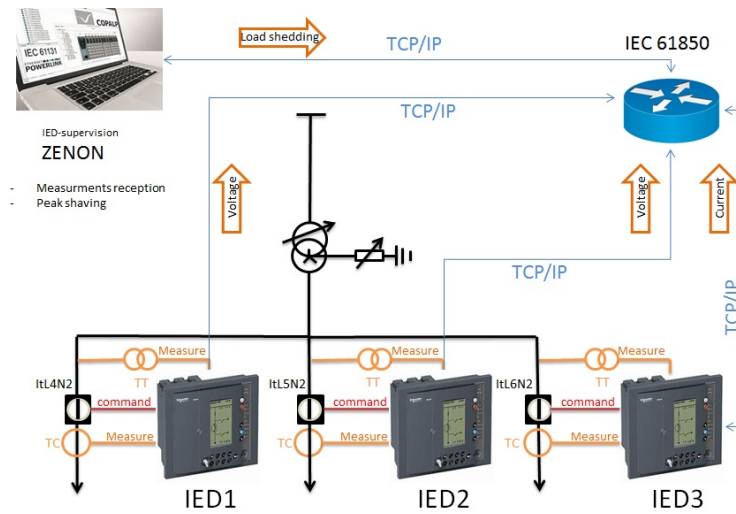 COPALP
IEC 61131
POWERLINK
Load shedding
TCP/IP
IEC 61850
TCP/IP
IED-supervision
ZENON
- Measurments reception
- Peak shaving
Voltage
Voltage
Current
TCP/IP
TCP/IP
Measure
Measure
Measure
ItL4N2
TT
ItL5N2
TT
ItL6N2
TT
command
command
command
TC
Measure
TC
Measure
TC
Measure
IED1
IED2
IED3